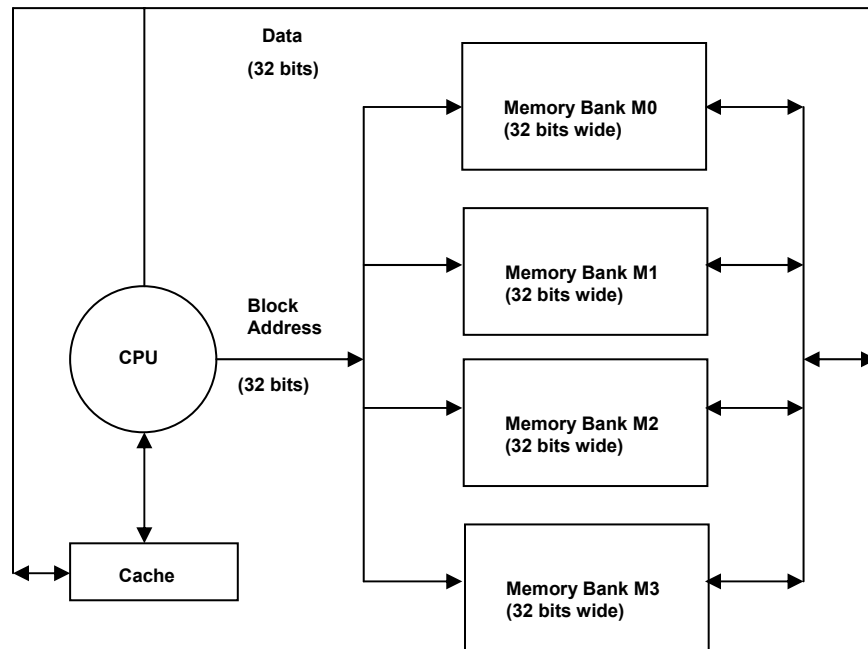 Data
(32 bits)
Memory Bank M0
(32 bits wide)
Memory Bank M1
(32 bits wide)
Block
Address
CPU
(32 bits)
Memory Bank M2
(32 bits wide)
Cache
Memory Bank M3
(32 bits wide)